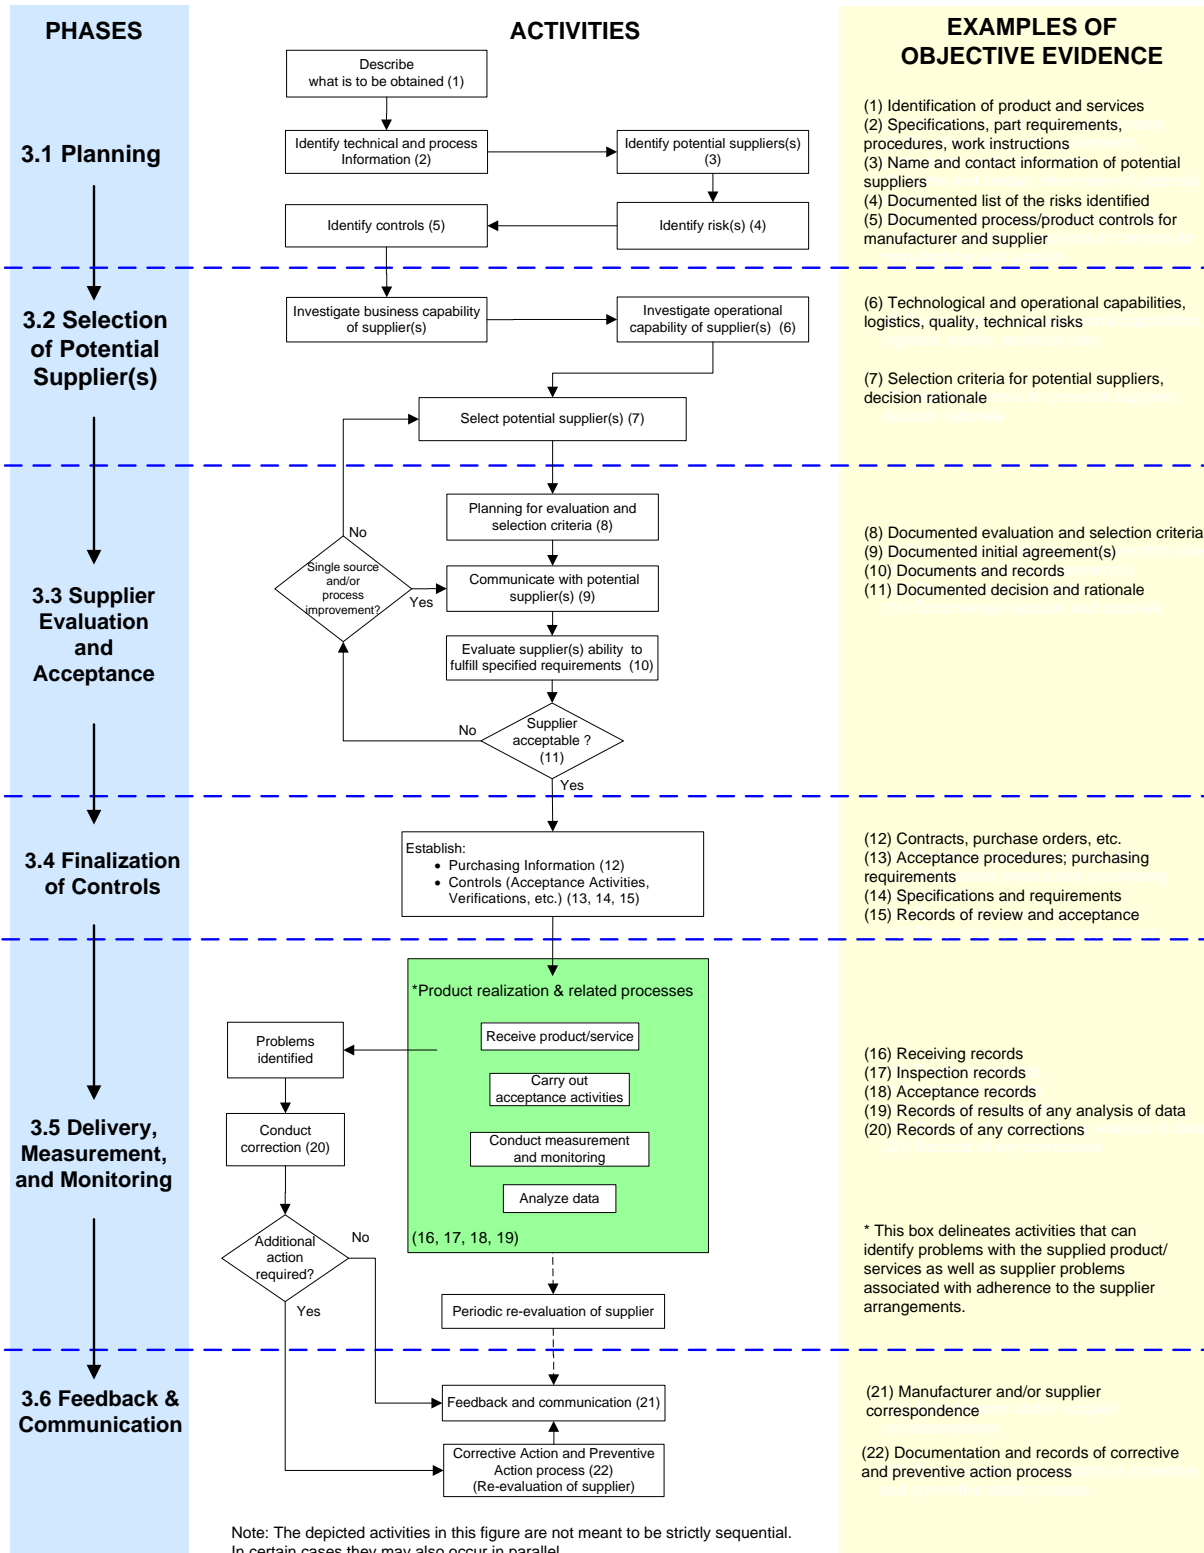 PHASES
ACTIVITIES
EXAMPLES OF
OBJECTIVE EVIDENCE
3.1 Planning
Describe
what is to be obtained (1)
Identify technical and process
Information (2)
Identify potential suppliers(s)
(3)
Identify controls (5)
Identify risk(s) (4)
(1) Identification of product and services
(2) Specifications, part requirements,
procedures, work instructions
(3) Name and contact information of potential
suppliers
(4) Documented list of the risks identified
(5) Documented process/product controls for
manufacturer and supplier
3.2 Selection
of Potential
Supplier(s)
Investigate business capability
of supplier(s)
Investigate operational
capability of supplier(s) (6)
Select potential supplier(s) (7)
(6) Technological and operational capabilities,
logistics, quality, technical risks
(7) Selection criteria for potential suppliers,
decision rationale
3.3 Supplier
Evaluation
and
Acceptance
Planning for evaluation and
selection criteria (8)
No
Single source
and/or
process
improvement?
Yes
Communicate with potential
supplier(s) (9)
Evaluate supplier(s) ability to
fulfill specified requirements (10)
No
Supplier
acceptable ?
(11)
Yes
(8) Documented evaluation and selection criteria
(9) Documented initial agreement(s)
(10) Documents and records
(11) Documented decision and rationale
3.4 Finalization
of Controls
Establish:
• Purchasing Information (12)
• Controls (Acceptance Activities,
Verifications, etc.) (13, 14, 15)
(12) Contracts, purchase orders, etc.
(13) Acceptance procedures; purchasing
requirements
(14) Specifications and requirements
(15) Records of review and acceptance
3.5 Delivery,
Measurement,
and Monitoring
*Product realization & related processes
Receive product/service
Carry out
acceptance activities
Conduct measurement
and monitoring
Analyze data
(16, 17, 18, 19)
Problems
identified
Conduct
correction (20)
Additional
action
required?
No
Yes
Periodic re-evaluation of supplier
(16) Receiving records
(17) Inspection records
(18) Acceptance records
(19) Records of results of any analysis of data
(20) Records of any corrections
* This box delineates activities that can
identify problems with the supplied product/
services as well as supplier problems
associated with adherence to the supplier
arrangements.
3.6 Feedback &
Communication
Feedback and communication (21)
Corrective Action and Preventive
Action process (22)
(Re-evaluation of supplier)
(21) Manufacturer and/or supplier
correspondence
(22) Documentation and records of corrective
and preventive action process
Note: The depicted activities in this figure are not meant to be strictly sequential.
In certain cases they may also occur in parallel